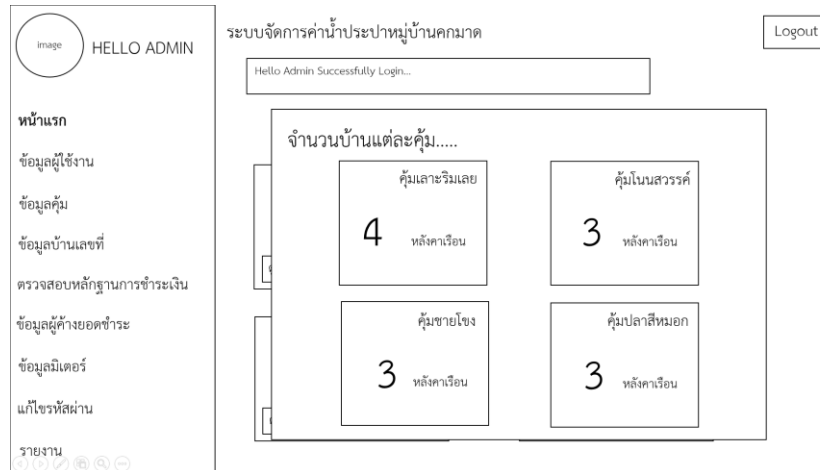 image
HELLO ADMIN
ระบบจัดการค่าน้ำประปาหมู่บ้านคกมาด
Logout
Hello Admin Successfully Login...
หน้าแรก
ข้อมูลผู้ใช้งาน
ข้อมูลคุ้ม
ข้อมูลบ้านเลขที่
ตรวจสอบหลักฐานการชำระเงิน
ข้อมูลผู้ค้างยอดชำระ
ข้อมูลมิเตอร์
แก้ไขรหัสผ่าน
รายงาน
จำนวนบ้านแต่ละคุ้ม.....
คุ้มเลาะริมเลย
4 หลังคาเรือน
คุ้มโนนสวรรค์
3 หลังคาเรือน
คุ้มชายโขง
3 หลังคาเรือน
คุ้มปลาสีหมอก
3 หลังคาเรือน